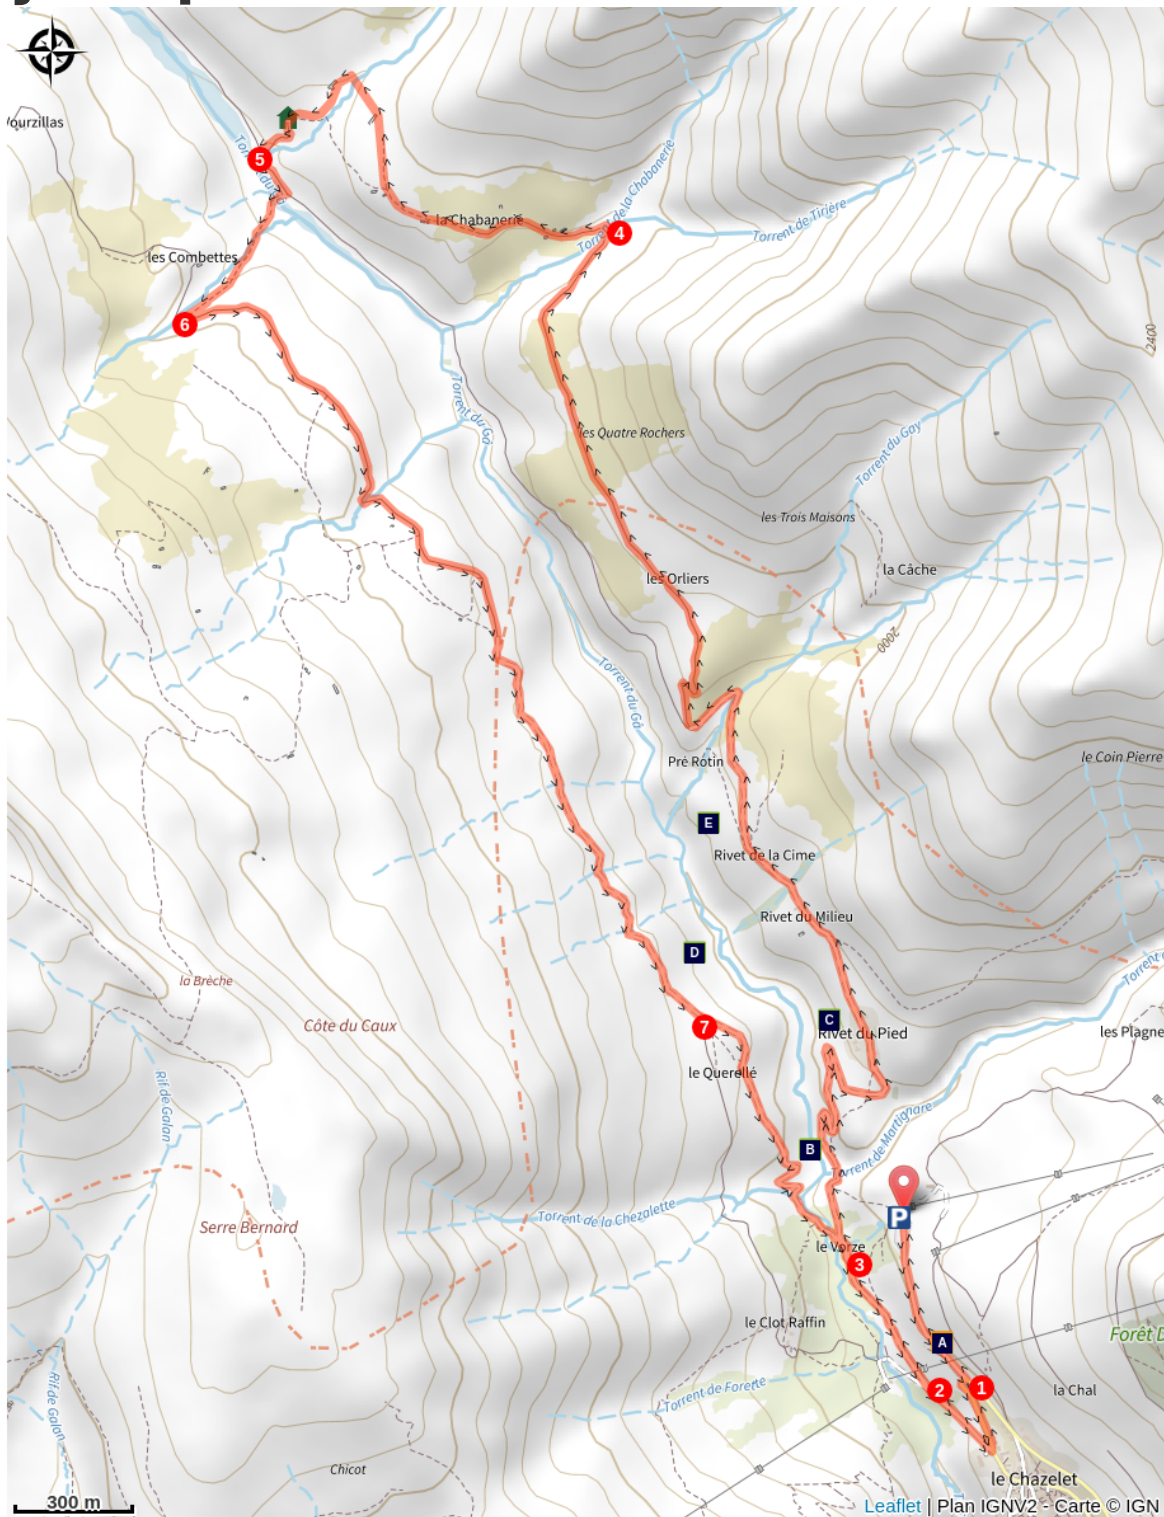 Vourzillas
5
la Chabanerie
4
Torrent de la Chabanerie
Torrent de Tirière
les Combettes
6
2400
Torrent du Gâ
les Quatre Rochers
Torrent du Gay
les Trois Maisons
la Câche
les Orliers
2000
Torrent du Gâ
Pré Rotin
le Coin Pierre
E
Rivet de la Cime
Rivet du Milieu
D
la Brèche
Côte du Caux
7
C
Rivet du Pied
les Plagne
Torrent
le Querellé
Rif de Galan
Torrent de Martignare
B
Torrent de la Chezalette
P
Serre Bernard
le Vorze
3
le Clot Raffin
A
Forêt D
Torrent de Forette
2
1
la Chal
Rif de Galan
Chicot
le Chazelet
300 m
Leaflet | Plan IGNV2 - Carte © IGN